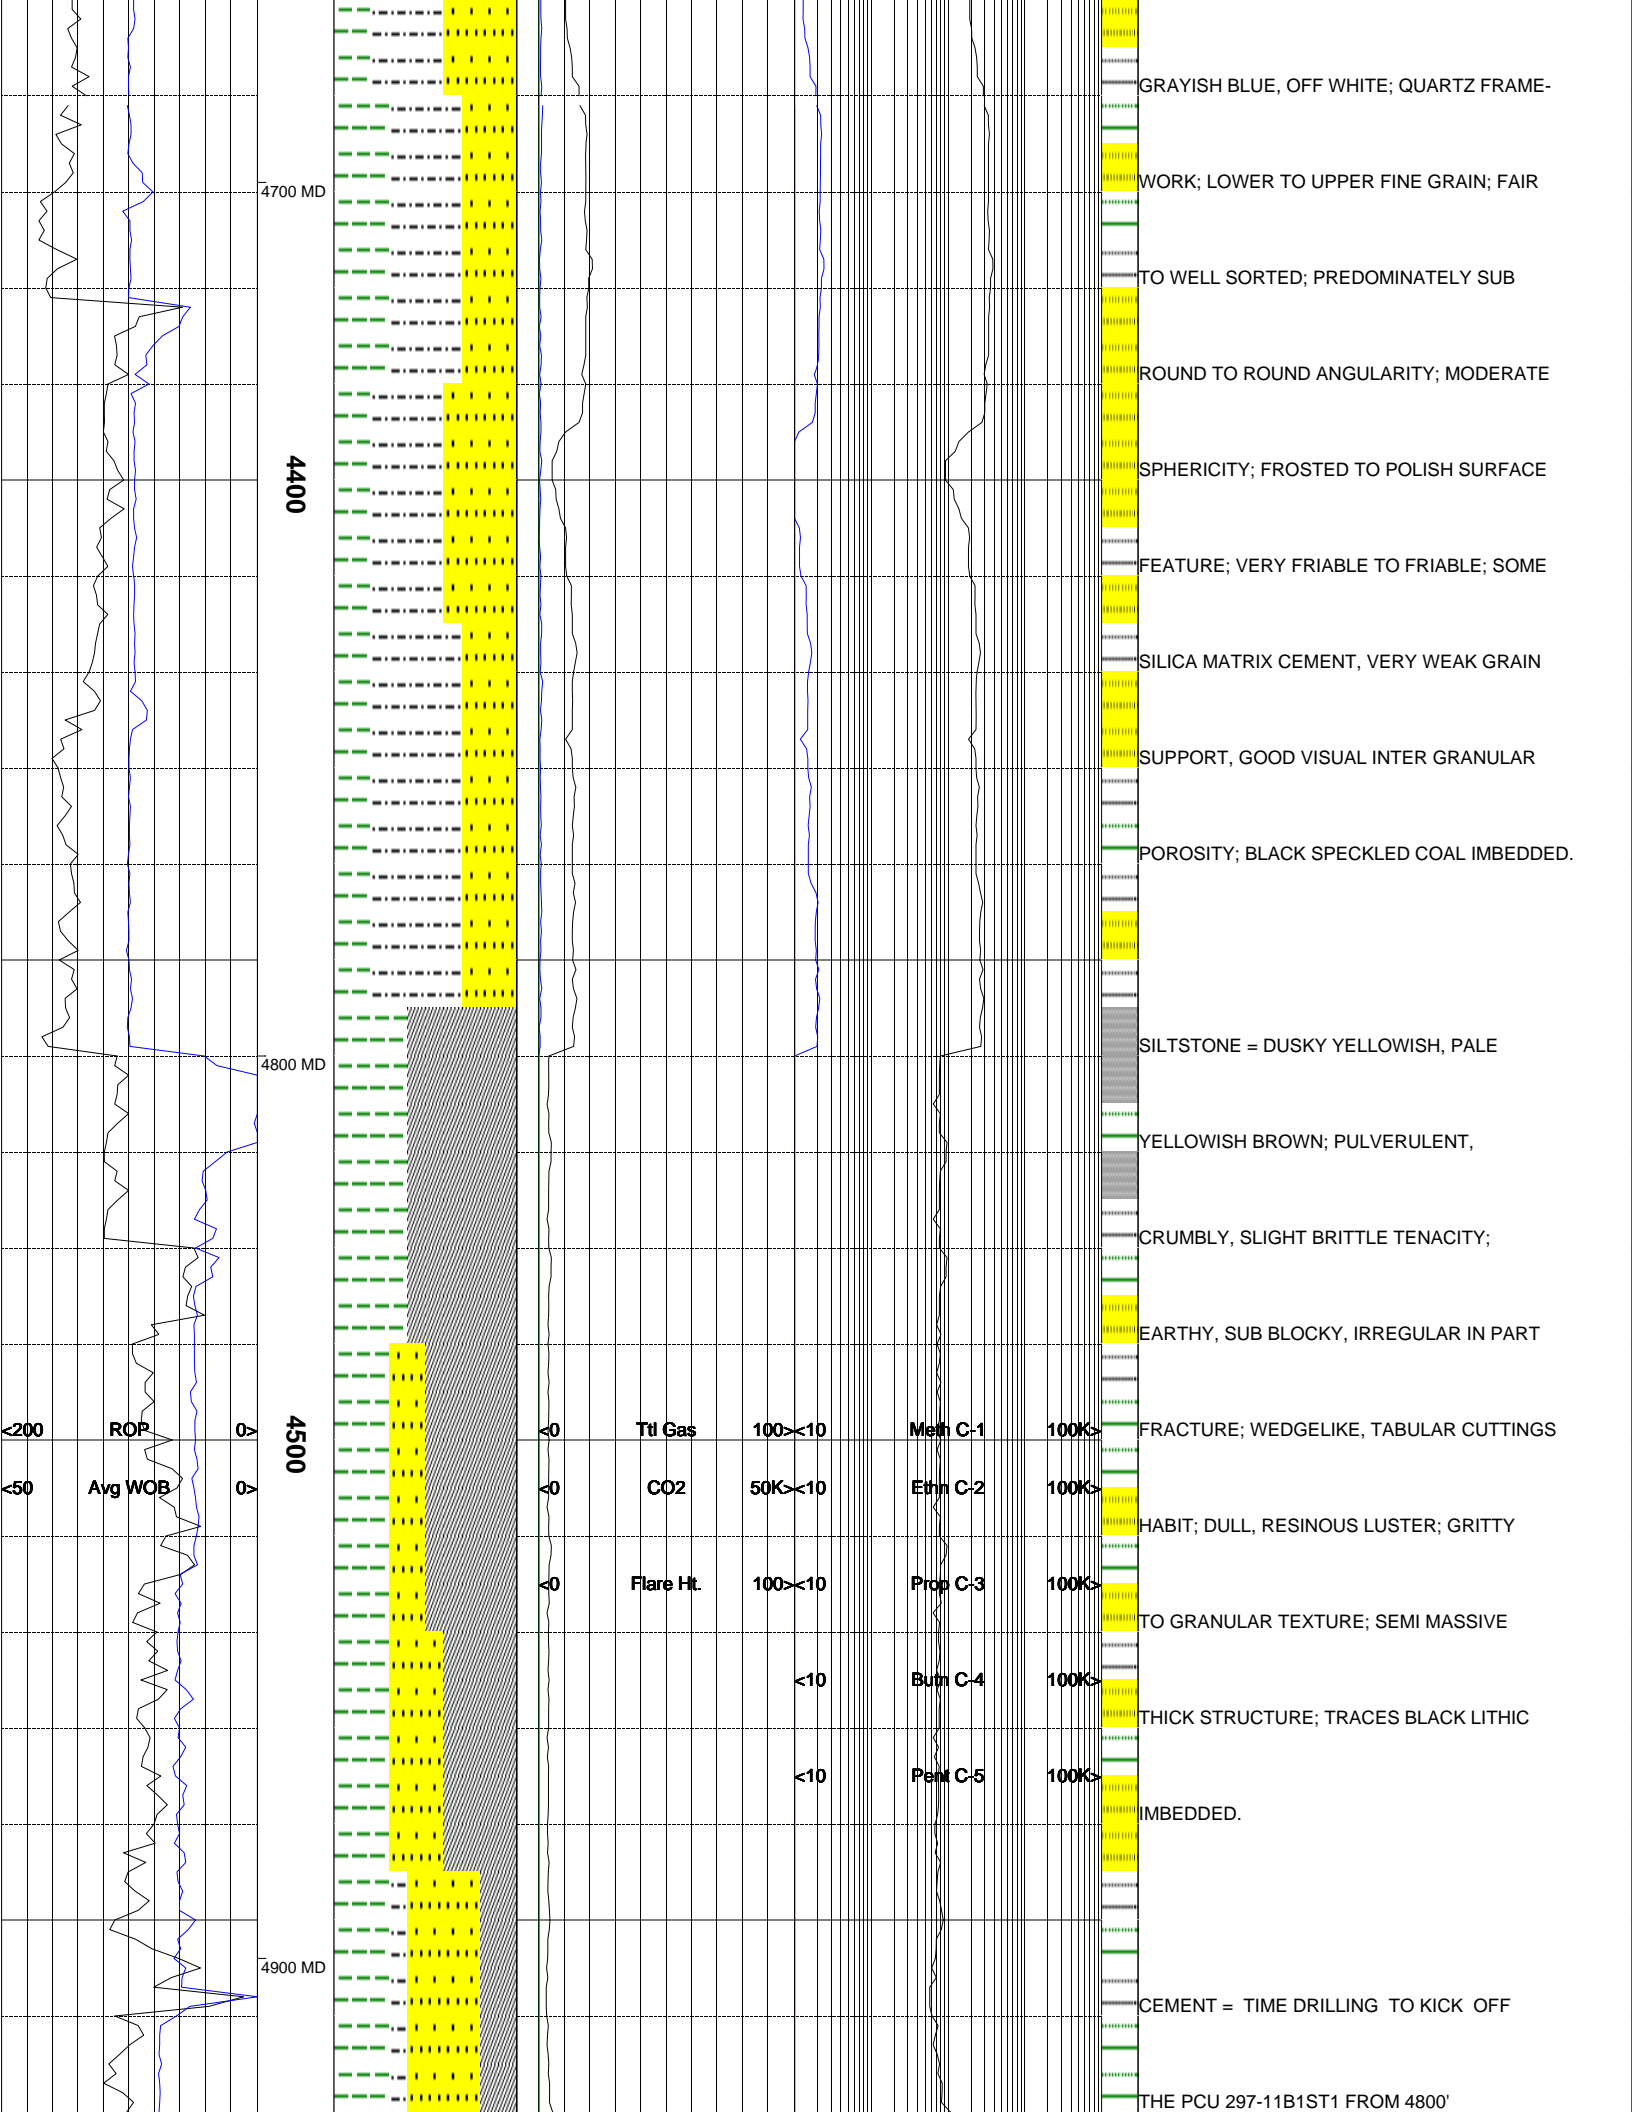 GRAYISH BLUE, OFF WHITE; QUARTZ FRAME-
4700 MD
WORK; LOWER TO UPPER FINE GRAIN; FAIR
TO WELL SORTED; PREDOMINATELY SUB
ROUND TO ROUND ANGULARITY; MODERATE
4400
SPHERICITY; FROSTED TO POLISH SURFACE
FEATURE; VERY FRIABLE TO FRIABLE; SOME
SILICA MATRIX CEMENT, VERY WEAK GRAIN
SUPPORT, GOOD VISUAL INTER GRANULAR
POROSITY; BLACK SPECKLED COAL IMBEDDED.
4800 MD
SILTSTONE = DUSKY YELLOWISH, PALE
YELLOWISH BROWN; PULVERULENT,
CRUMBLY, SLIGHT BRITTLE TENACITY;
EARTHY, SUB BLOCKY, IRREGULAR IN PART
4500
<200 ROP 0> <0 Ttl Gas 100><10 Meth C-1 100K>
FRACTURE; WEDGELIKE, TABULAR CUTTINGS
<50 Avg WOB 0> <0 CO2 50K><10 Ethn C-2 100K>
HABIT; DULL, RESINOUS LUSTER; GRITTY
<0 Flare Ht. 100><10 Prop C-3 100K>
TO GRANULAR TEXTURE; SEMI MASSIVE
<10 Butn C-4 100K>
THICK STRUCTURE; TRACES BLACK LITHIC
<10 Pent C-5 100K>
IMBEDDED.
4900 MD
CEMENT = TIME DRILLING TO KICK OFF
THE PCU 297-11B1ST1 FROM 4800'